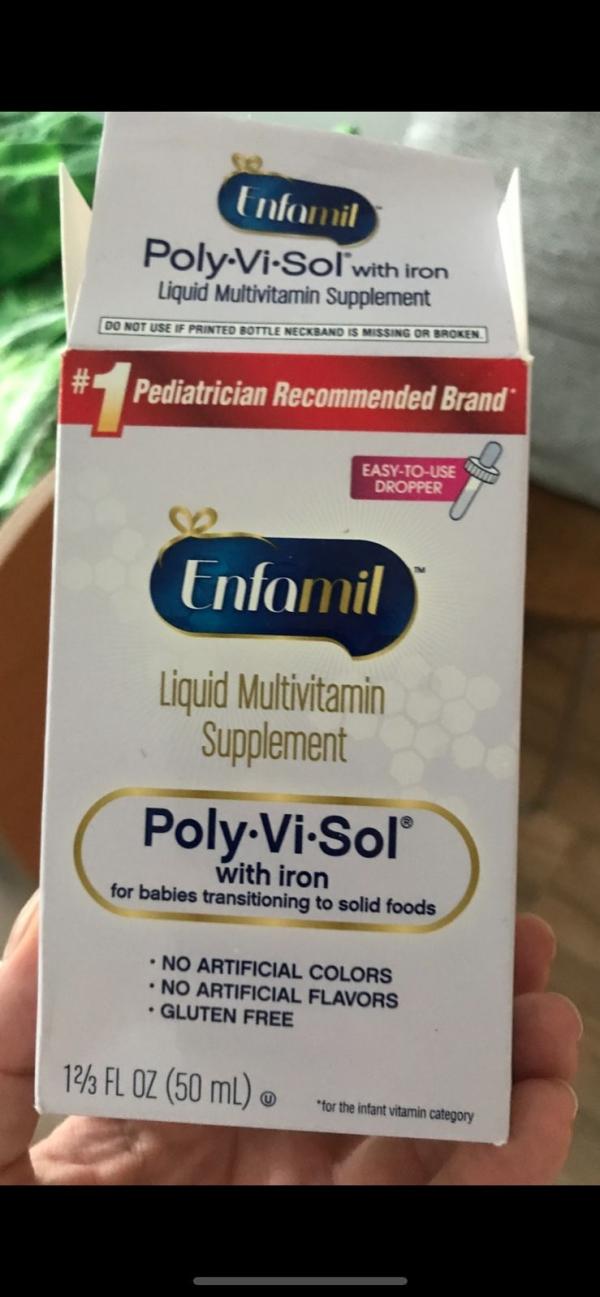 Enfamil™
Poly·Vi·Sol® with iron
Liquid Multivitamin Supplement
DO NOT USE IF PRINTED BOTTLE NECKBAND IS MISSING OR BROKEN.
#1 Pediatrician Recommended Brand*
EASY-TO-USE
DROPPER
Enfamil™
Liquid Multivitamin
Supplement
Poly·Vi·Sol®
with iron
for babies transitioning to solid foods
• NO ARTIFICIAL COLORS
• NO ARTIFICIAL FLAVORS
• GLUTEN FREE
1⅔ FL OZ (50 mL) Ⓤ
*for the infant vitamin category